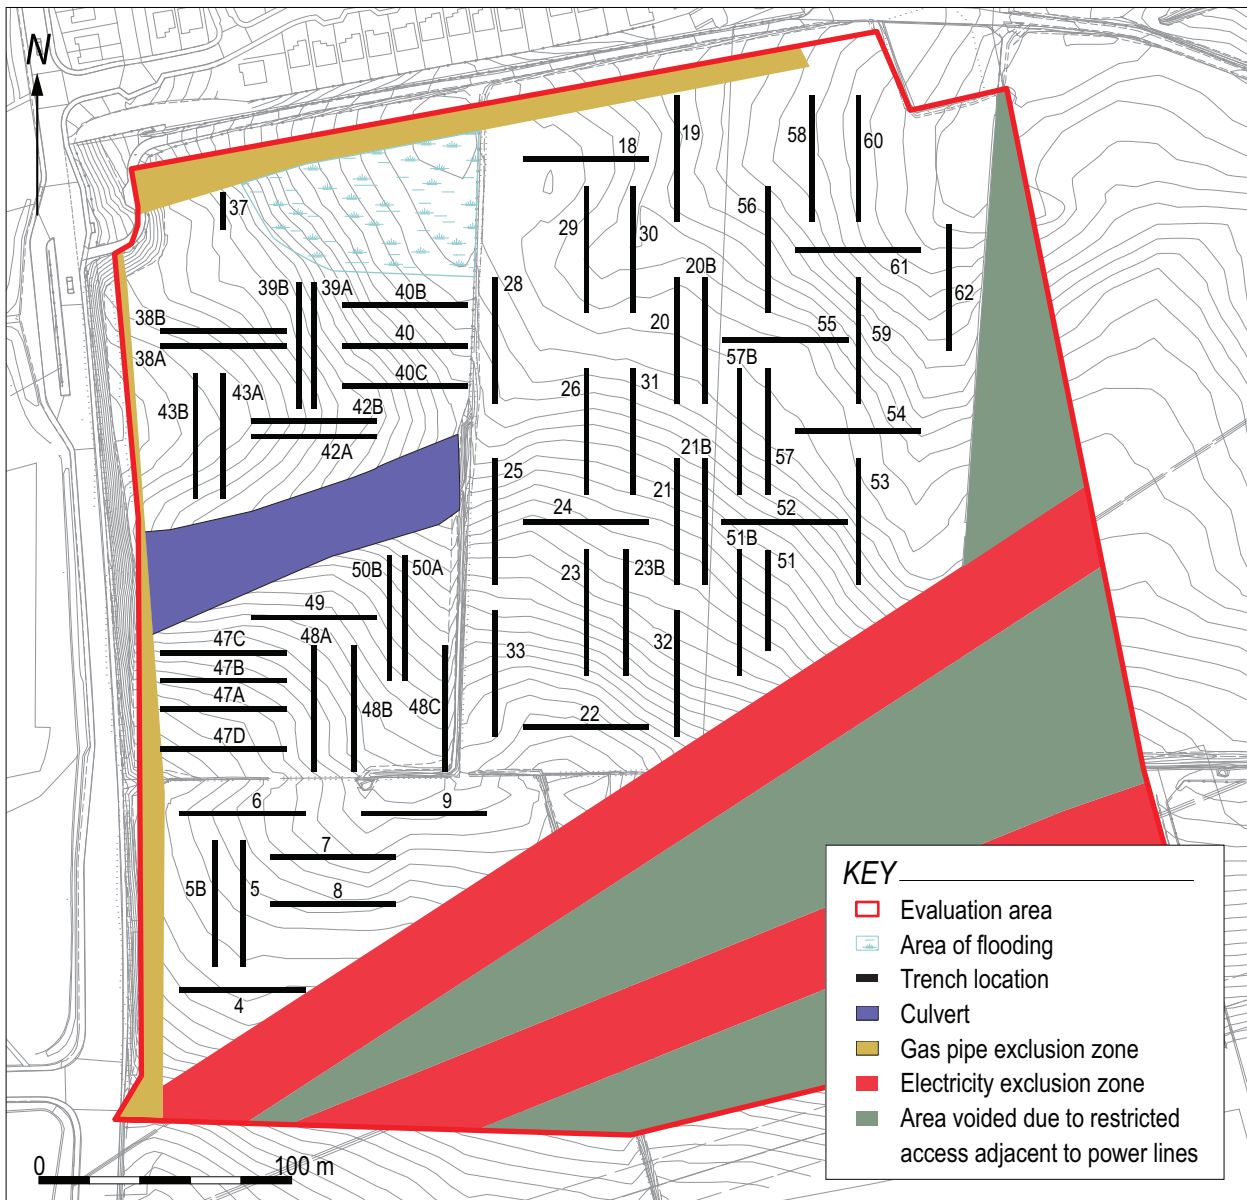 N
18
19
58
60
37
29
30
56
61
62
39B
39A
40B
28
20B
38B
40
20
55
59
38A
40C
57B
43B
43A
42B
26
31
54
42A
25
21B
57
53
21
24
52
51B
51
50B
50A
23
23B
49
48A
47C
33
32
47B
47A
48B
48C
22
47D
6
9
7
5B
5
8
4
KEY
Evaluation area
Area of flooding
Trench location
Culvert
Gas pipe exclusion zone
Electricity exclusion zone
Area voided due to restricted
access adjacent to power lines
0
100 m